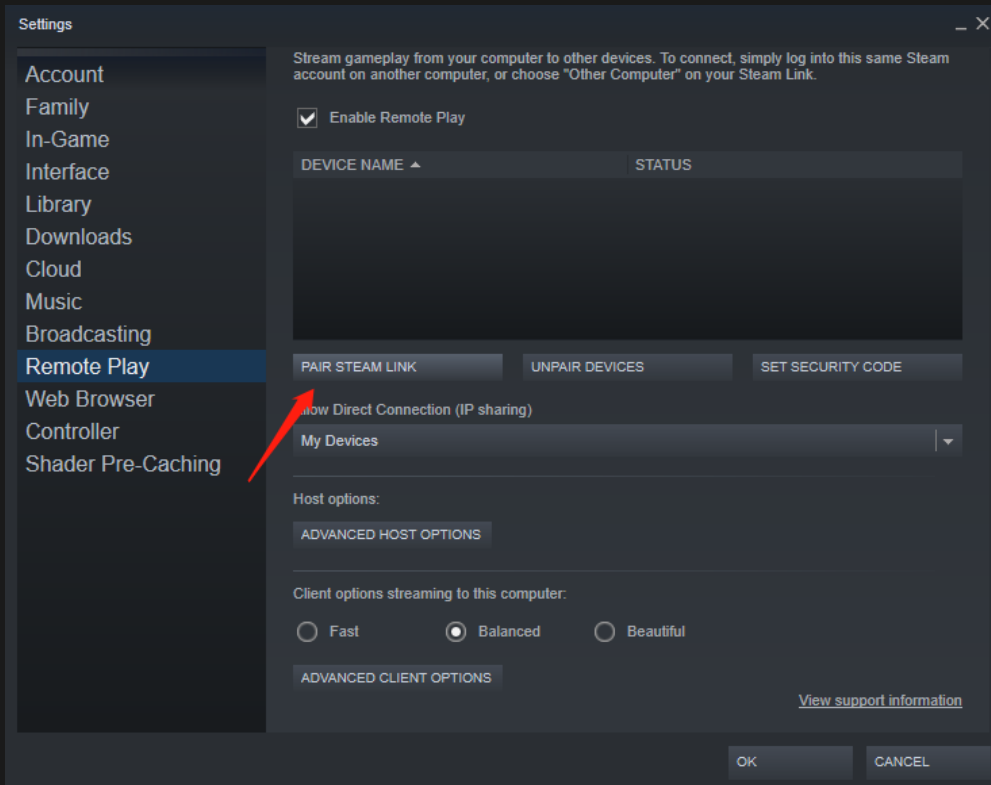 Settings
Account
Family
In-Game
Interface
Library
Downloads
Cloud
Music
Broadcasting
Remote Play
Web Browser
Controller
Shader Pre-Caching
Stream gameplay from your computer to other devices. To connect, simply log into this same Steam
account on another computer, or choose "Other Computer" on your Steam Link.
Enable Remote Play
DEVICE NAME STATUS
PAIR STEAM LINK UNPAIR DEVICES SET SECURITY CODE
Direct Connection (IP sharing)
My Devices
Host options:
ADVANCED HOST OPTIONS
Client options streaming to this computer:
Fast Balanced Beautiful
ADVANCED CLIENT OPTIONS
View support information
OK CANCEL